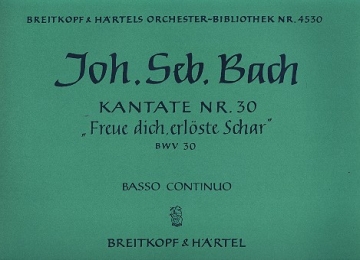 BREITKOPF & HÄRTELS ORCHESTER-BIBLIOTHEK NR. 4530
Joh. Seb. Bach
KANTATE NR. 30
„Freue dich, erlöste Schar"
BWV 30
BASSO CONTINUO
BREITKOPF & HÄRTEL